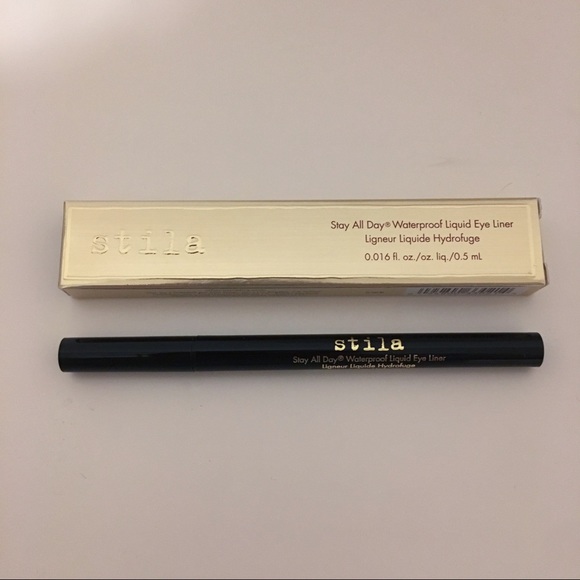 stila
Stay All Day® Waterproof Liquid Eye Liner
Ligneur Liquide Hydrofuge
0.016 fl. oz./oz. liq./0.5 mL
stila
Stay All Day® Waterproof Liquid Eye Liner
Ligneur Liquide Hydrofuge